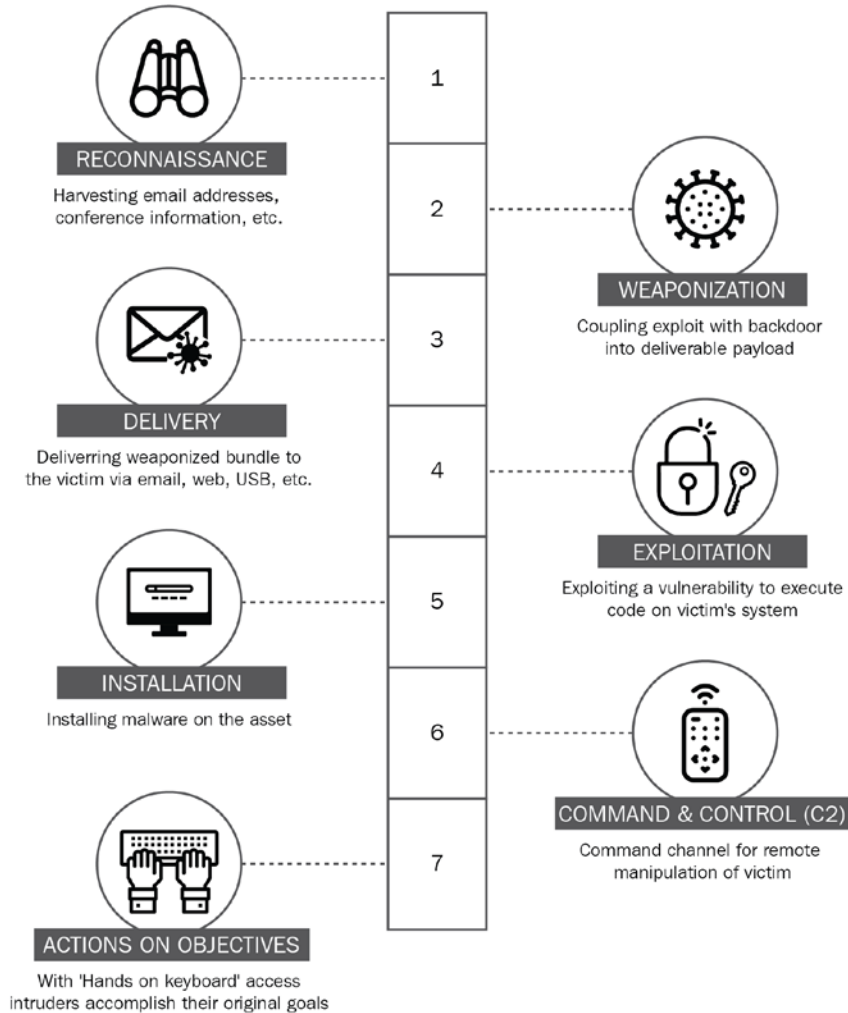 1
RECONNAISSANCE
Harvesting email addresses,
conference information, etc.
2
WEAPONIZATION
Coupling exploit with backdoor
into deliverable payload
3
DELIVERY
Deliverring weaponized bundle to
the victim via email, web, USB, etc.
4
EXPLOITATION
Exploiting a vulnerability to execute
code on victim's system
5
INSTALLATION
Installing malware on the asset
6
COMMAND & CONTROL (C2)
Command channel for remote
manipulation of victim
7
ACTIONS ON OBJECTIVES
With 'Hands on keyboard' access
intruders accomplish their original goals